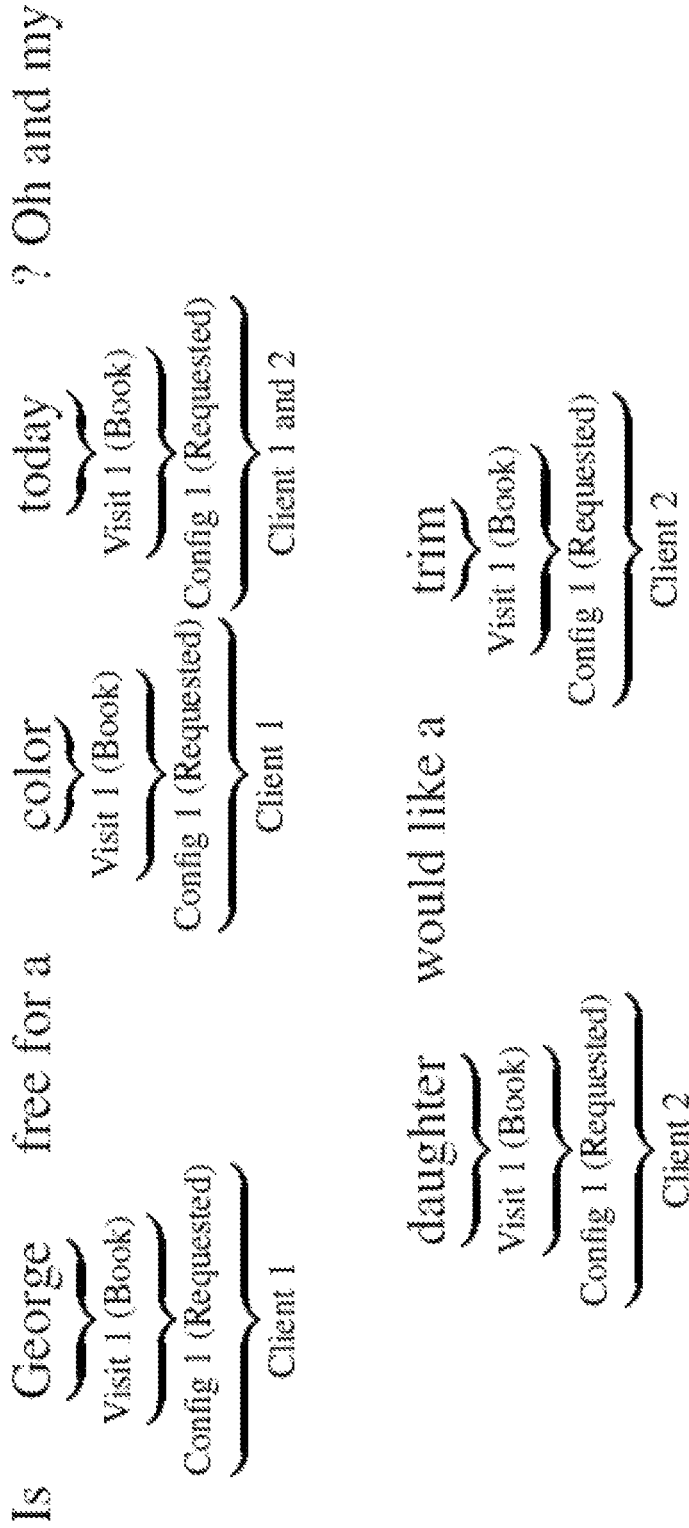 Is George free for a color today ? Oh and my
Visit 1 (Book) Visit 1 (Book) Visit 1 (Book)
Config 1 (Requested) Config 1 (Requested) Config 1 (Requested)
Client 1 Client 1 Client 1 and 2
daughter would like a trim
Visit 1 (Book) Visit 1 (Book)
Config 1 (Requested) Config 1 (Requested)
Client 2 Client 2